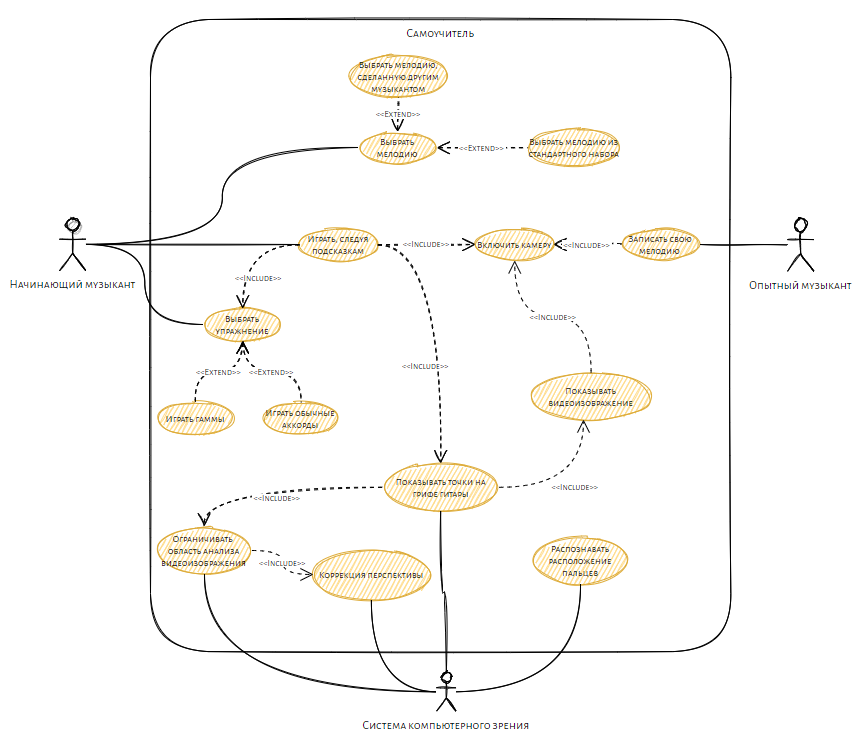 Самоучитель
Выбрать мелодию,
сделанную другим
музыкантом
<<Extend>>
Выбрать
мелодию
<<Extend>>
Выбрать мелодию из
стандартного набора
Начинающий музыкант
Играть, следуя
подсказкам
<<Include>>
Включить камеру
<<Include>>
Записать свою
мелодию
Опытный музыкант
<<Include>>
Выбрать
упражнение
<<Include>>
<<Extend>>
<<Extend>>
<<Include>>
Играть гаммы
Играть обычные
аккорды
Показывать
видеоизображение
Показывать точки на
грифе гитары
<<Include>>
<<Include>>
Ограничивать
область анализа
видеоизображения
<<Include>>
Коррекция перспективы
Распознавать
расположение
пальцев
Система компьютерного зрения